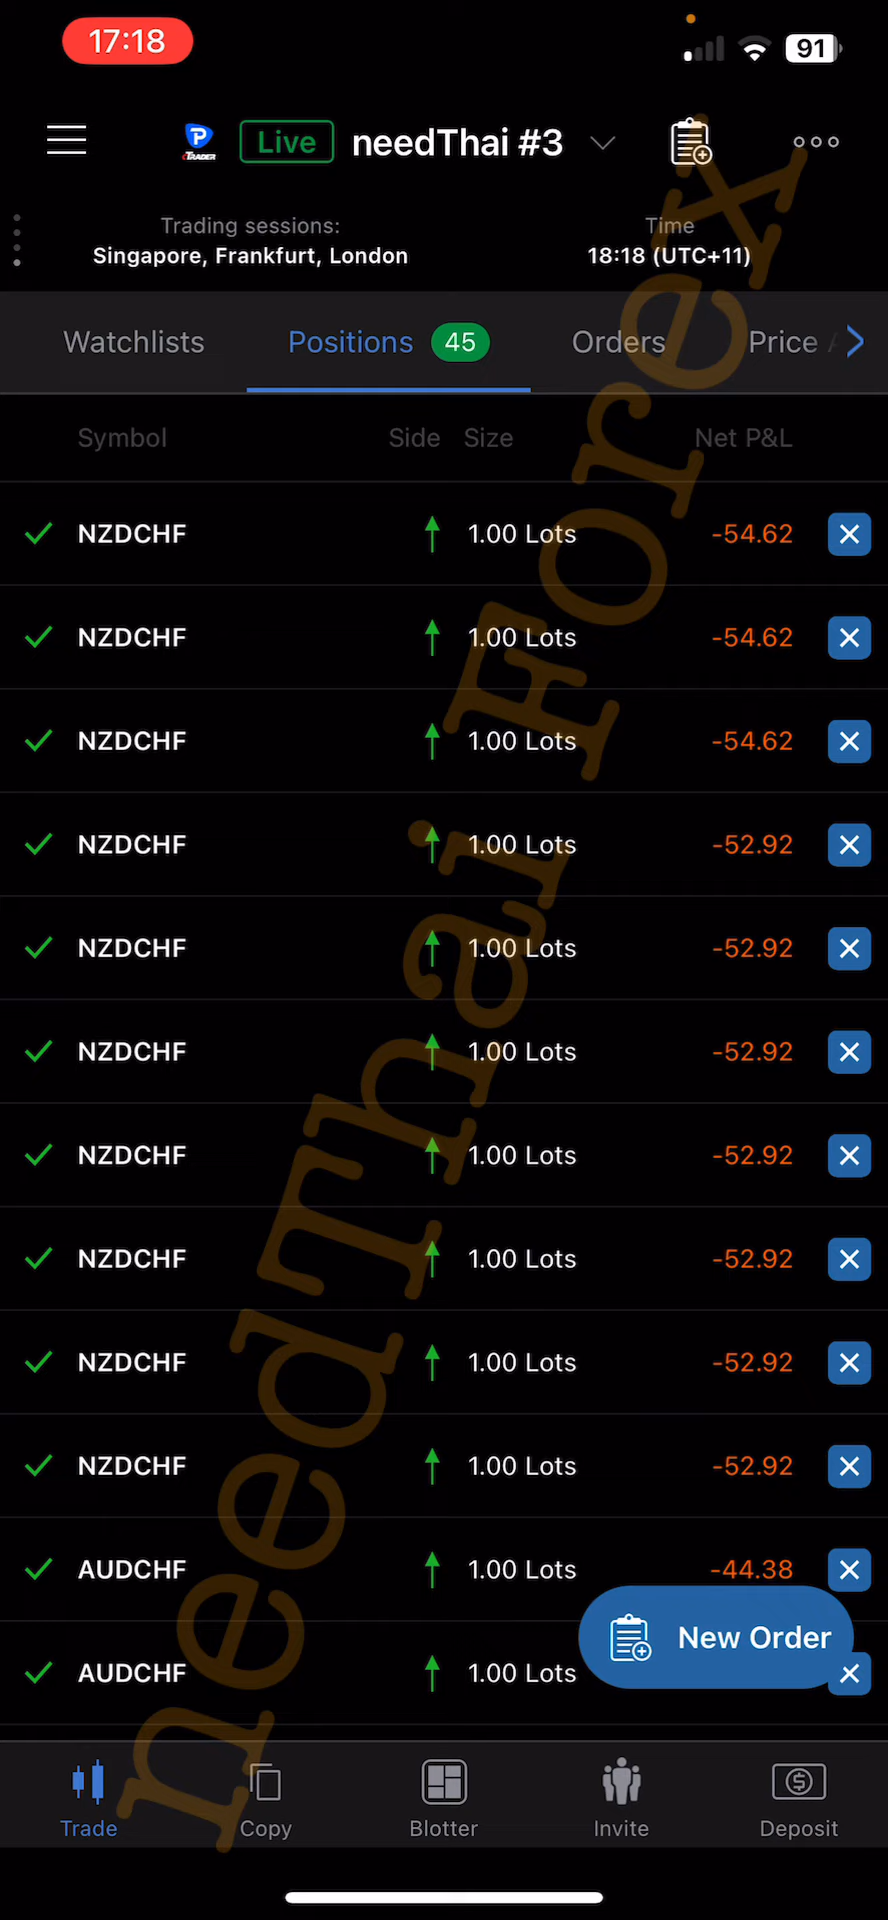 17:18
91
P
cTRADER
Live needThai #3
Trading sessions:
Time
Singapore, Frankfurt, London
18:18 (UTC+11)
Watchlists Positions 45 Orders Price
Symbol Side Size Net P&L
NZDCHF 1.00 Lots -54.62
NZDCHF 1.00 Lots -54.62
NZDCHF 1.00 Lots -54.62
NZDCHF 1.00 Lots -52.92
NZDCHF 1.00 Lots -52.92
NZDCHF 1.00 Lots -52.92
NZDCHF 1.00 Lots -52.92
NZDCHF 1.00 Lots -52.92
NZDCHF 1.00 Lots -52.92
NZDCHF 1.00 Lots -52.92
AUDCHF 1.00 Lots -44.38
AUDCHF 1.00 Lots
New Order
Trade Copy Blotter Invite Deposit
needThai Forex